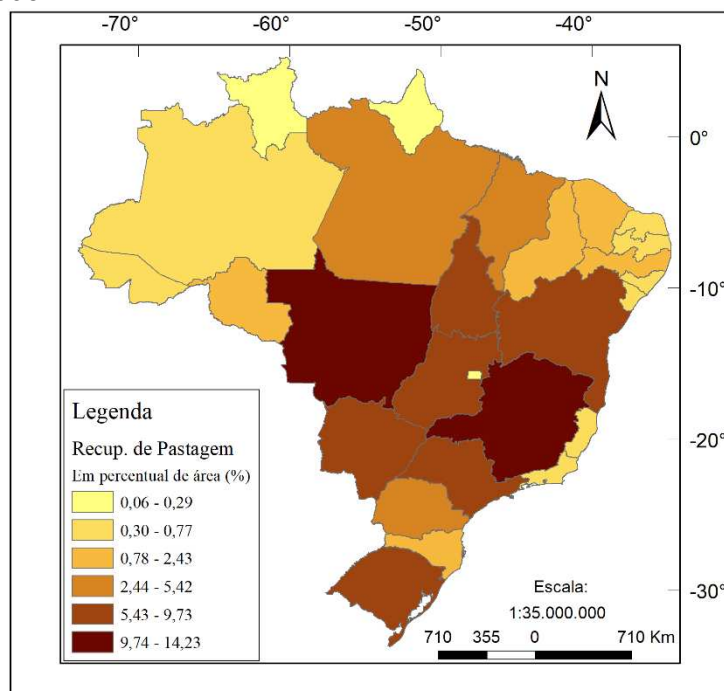 -70° -60° -50° -40°
N
0°
-10°
-20°
-30°
Legenda
Recup. de Pastagem
Em percentual de área (%)
0,06 - 0,29
0,30 - 0,77
0,78 - 2,43
2,44 - 5,42
5,43 - 9,73
9,74 - 14,23
Escala:
1:35.000.000
710 355 0 710 Km